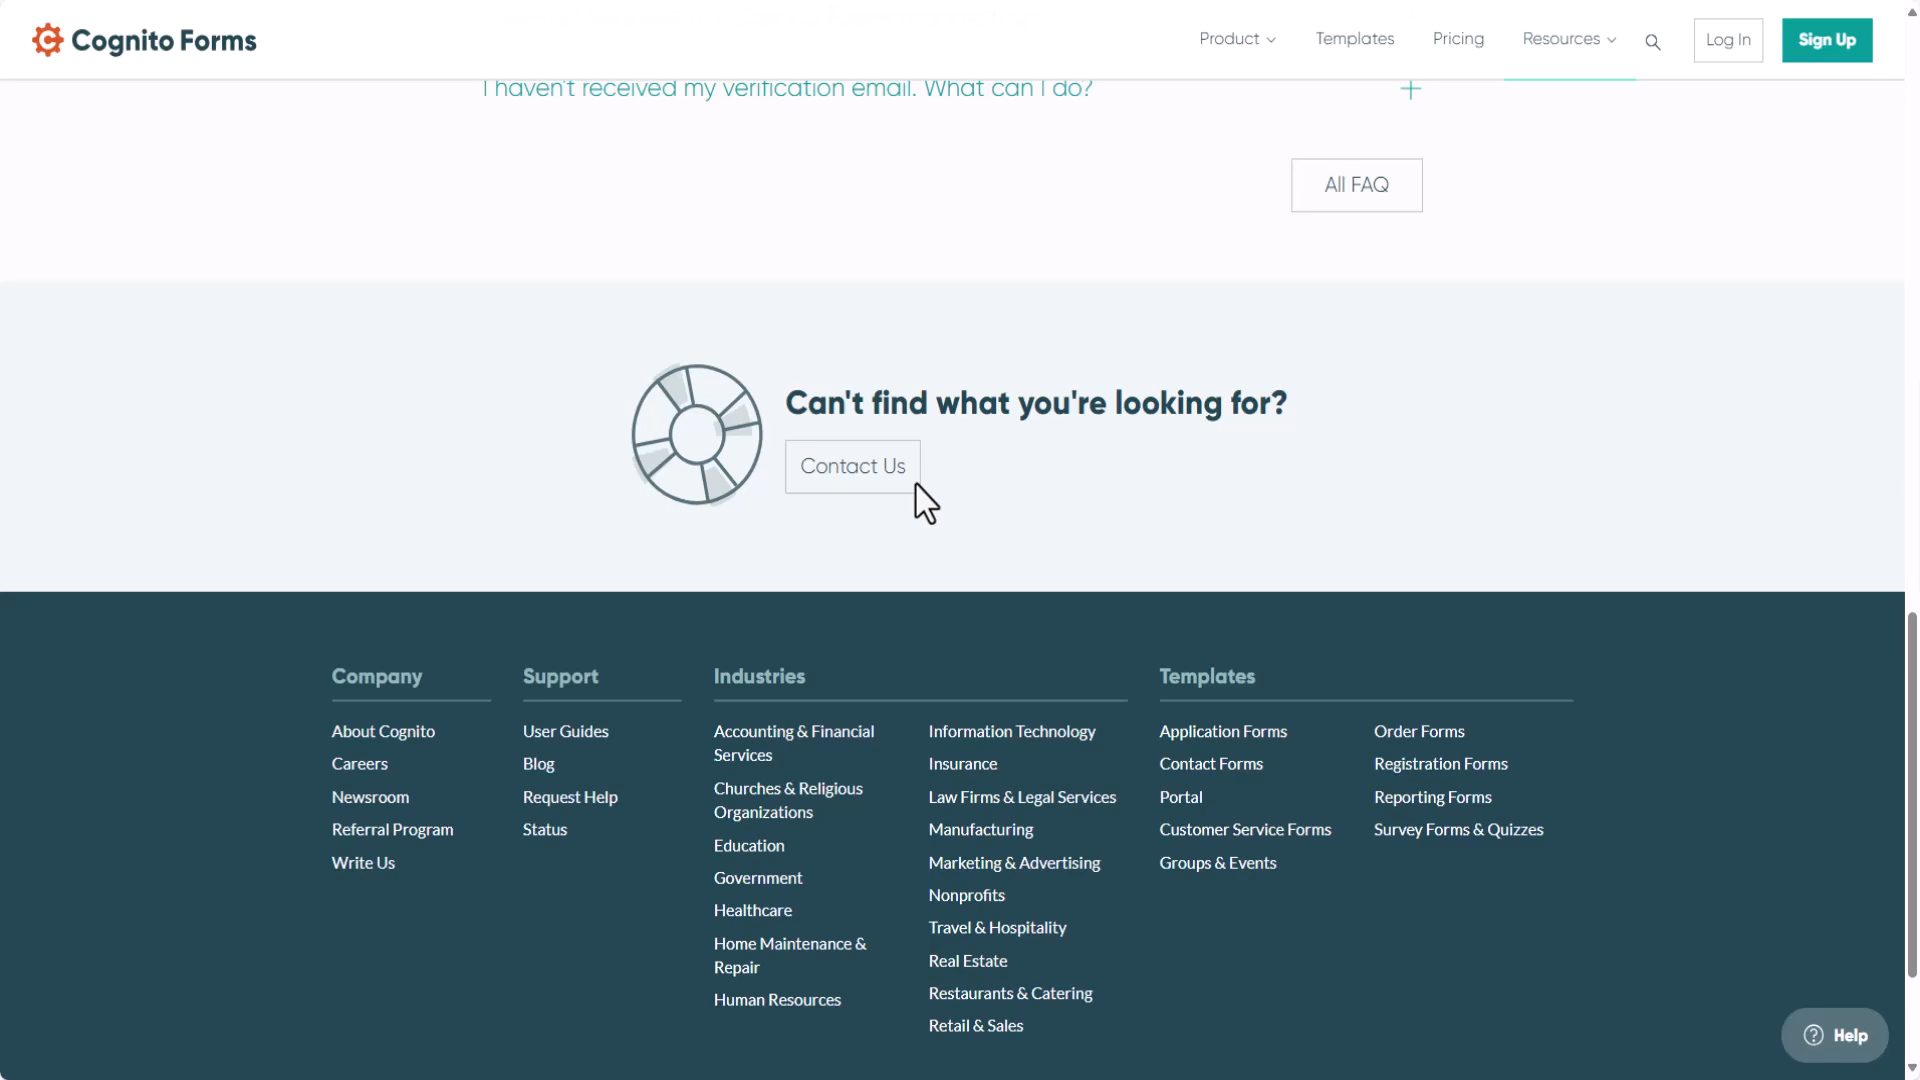 Cognito Forms
Product
Templates
Pricing
Resources
Log In
Sign Up
I haven't received my verification email. What can I do?
All FAQ
Can't find what you're looking for?
Contact Us
Company
About Cognito
Careers
Newsroom
Referral Program
Write Us
Support
User Guides
Blog
Request Help
Status
Industries
Accounting & Financial
Services
Churches & Religious
Organizations
Education
Government
Healthcare
Home Maintenance &
Repair
Human Resources
Information Technology
Insurance
Law Firms & Legal Services
Manufacturing
Marketing & Advertising
Nonprofits
Travel & Hospitality
Real Estate
Restaurants & Catering
Retail & Sales
Templates
Application Forms
Contact Forms
Portal
Customer Service Forms
Groups & Events
Order Forms
Registration Forms
Reporting Forms
Survey Forms & Quizzes
Help